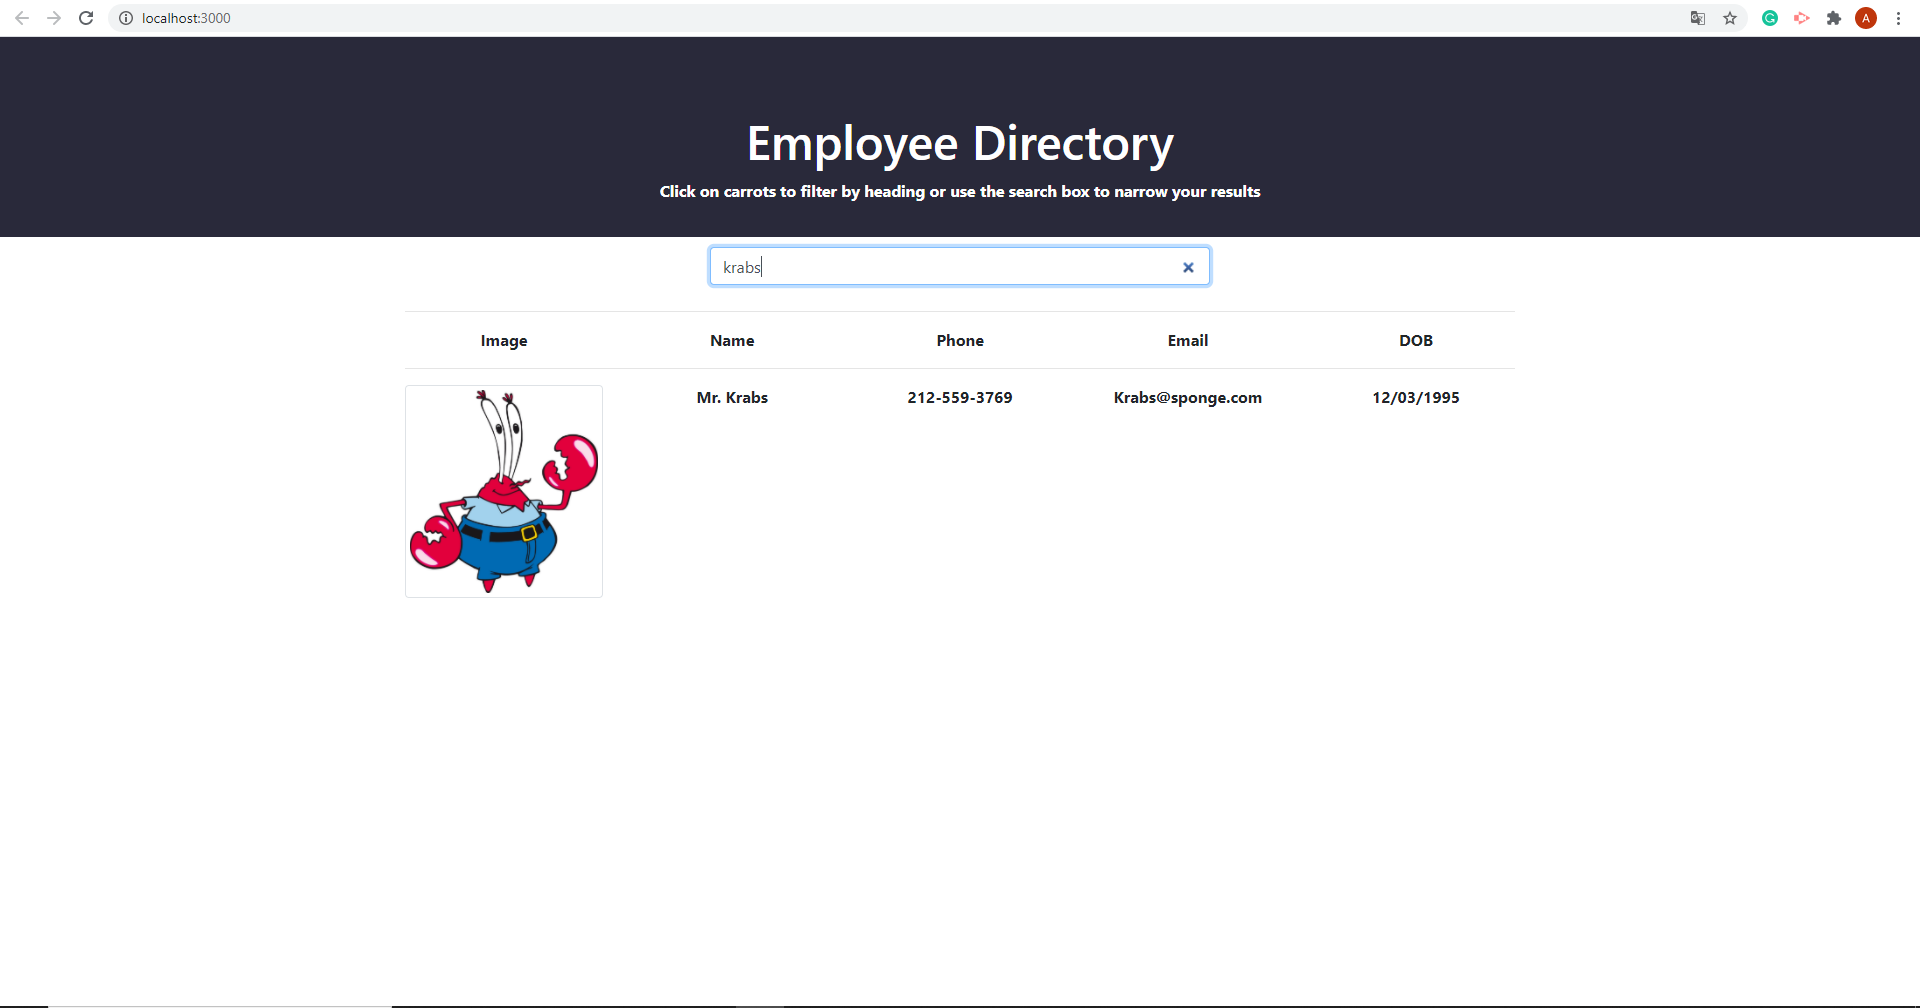 localhost:3000
A
Employee Directory
Click on carrots to filter by heading or use the search box to narrow your results
krabs
Image Name Phone Email DOB
Mr. Krabs 212-559-3769 Krabs@sponge.com 12/03/1995